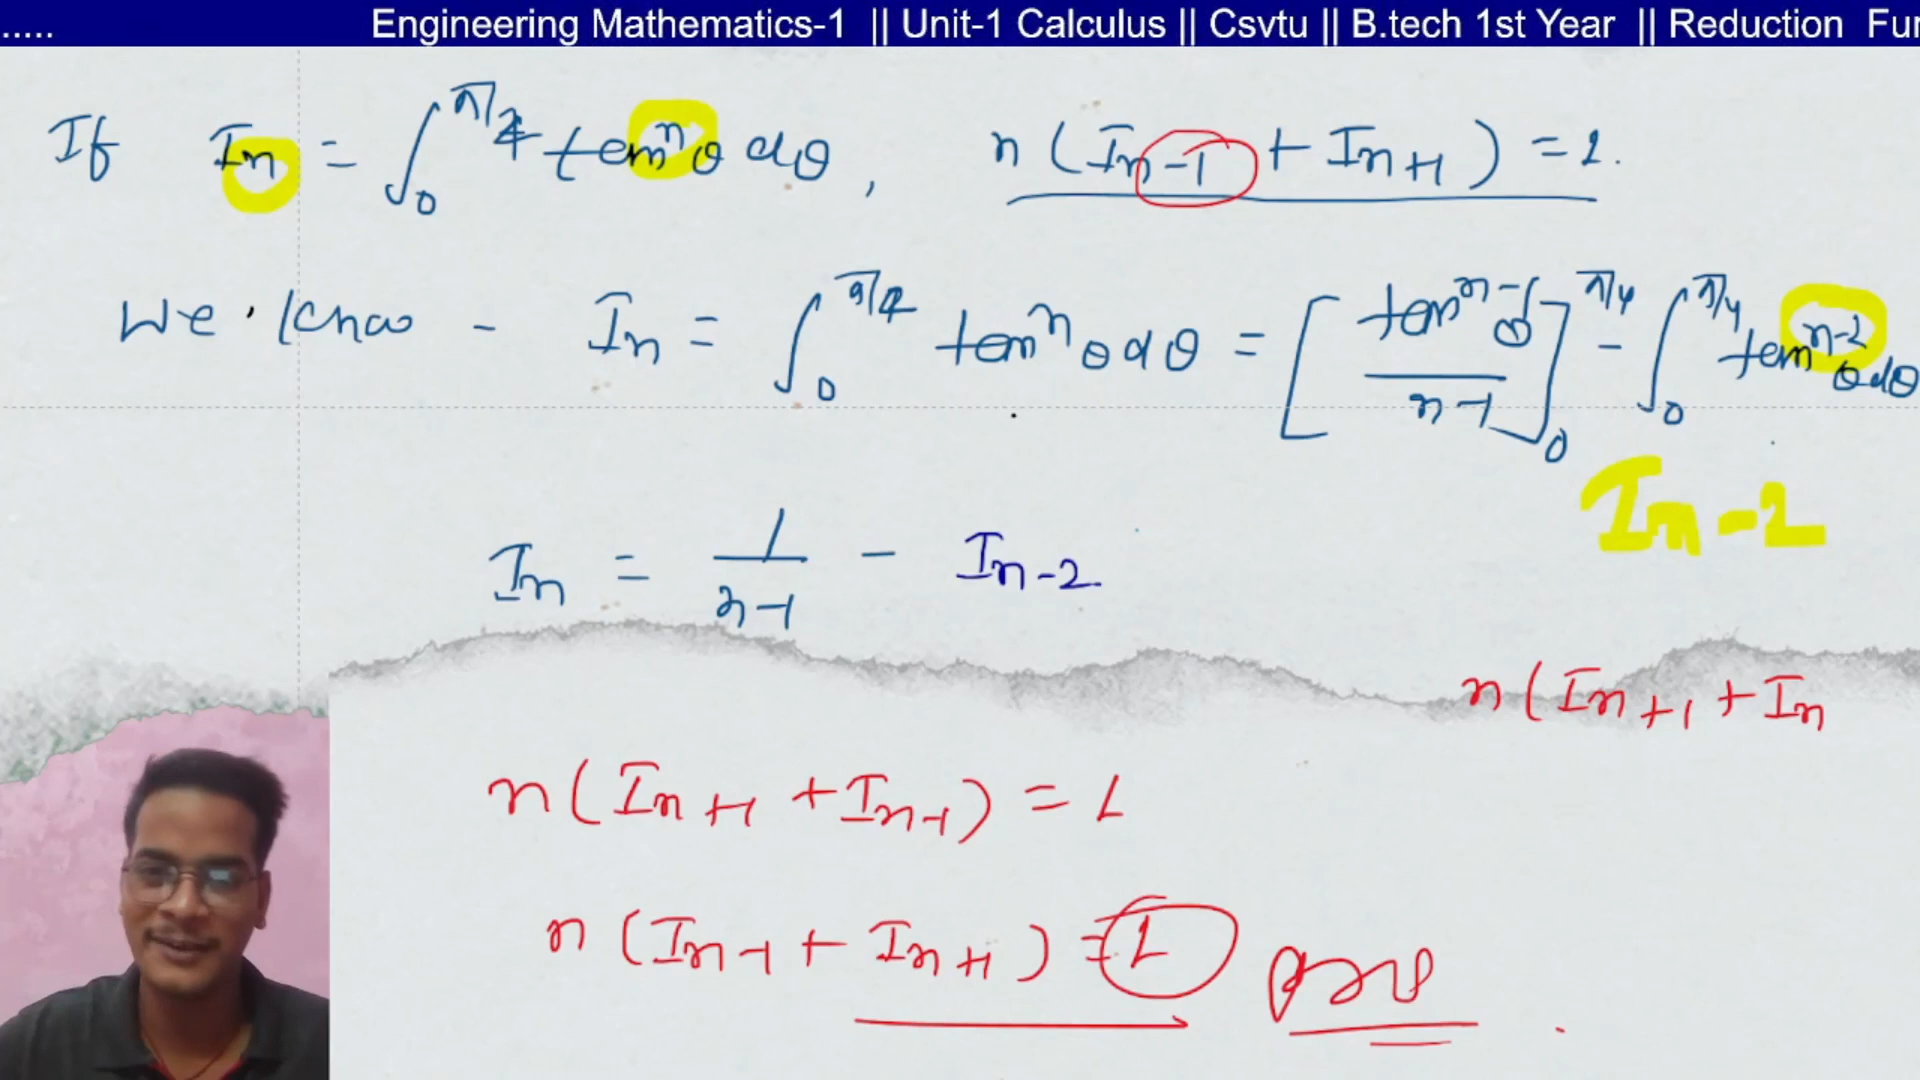 ..... Engineering Mathematics-1 || Unit-1 Calculus || Csvtu || B.tech 1st Year || Reduction Fur
If Iₙ = ∫₀^π/4 tanⁿθ dθ, n(Iₙ₋₁ + Iₙ₊₁) = 1.
We know - Iₙ = ∫₀^π/4 tanⁿθ dθ = [tanⁿ⁻¹θ / n-1]₀^π/4 - ∫₀^π/4 tanⁿ⁻²θ dθ
Iₙ₋₂
Iₙ = 1/n-1 - Iₙ₋₂
n(Iₙ₊₁ + Iₙ
n(Iₙ₊₁ + Iₙ₋₁) = 1
n(Iₙ₋₁ + Iₙ₊₁) = 1